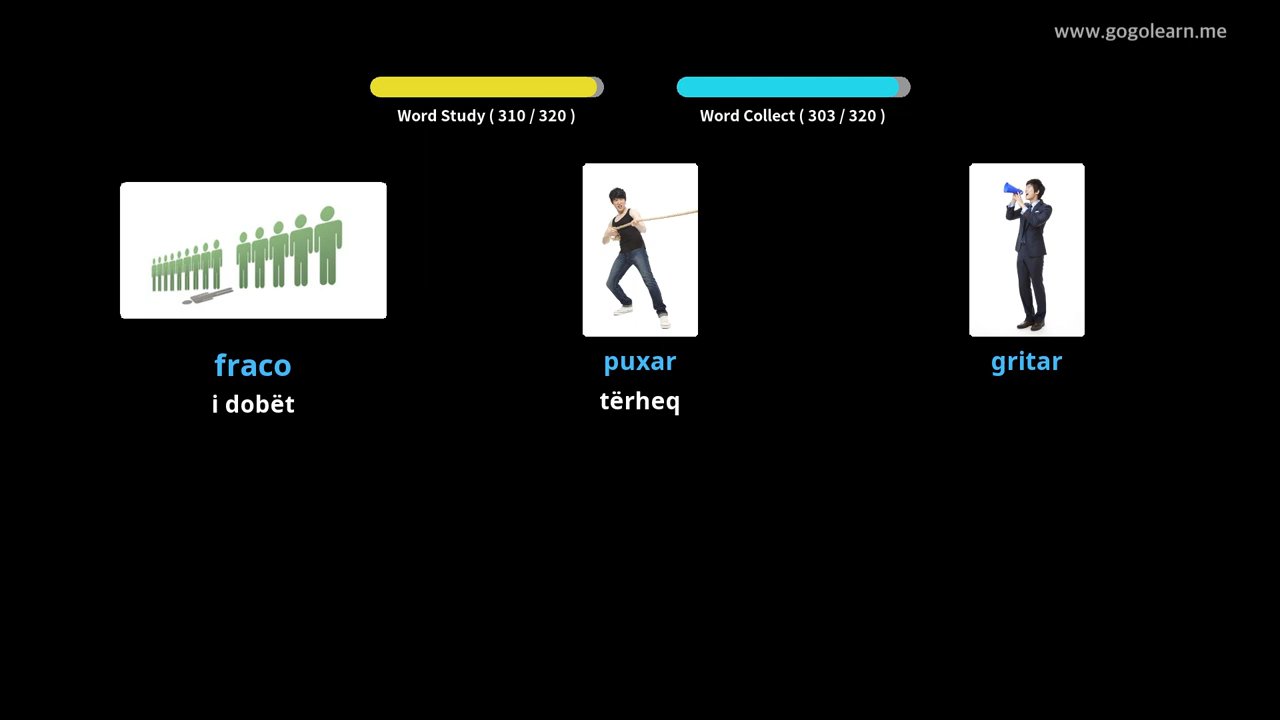 www.gogolearn.me
Word Study ( 310 / 320 )
Word Collect ( 303 / 320 )
fraco
i dobët
puxar
tërheq
gritar